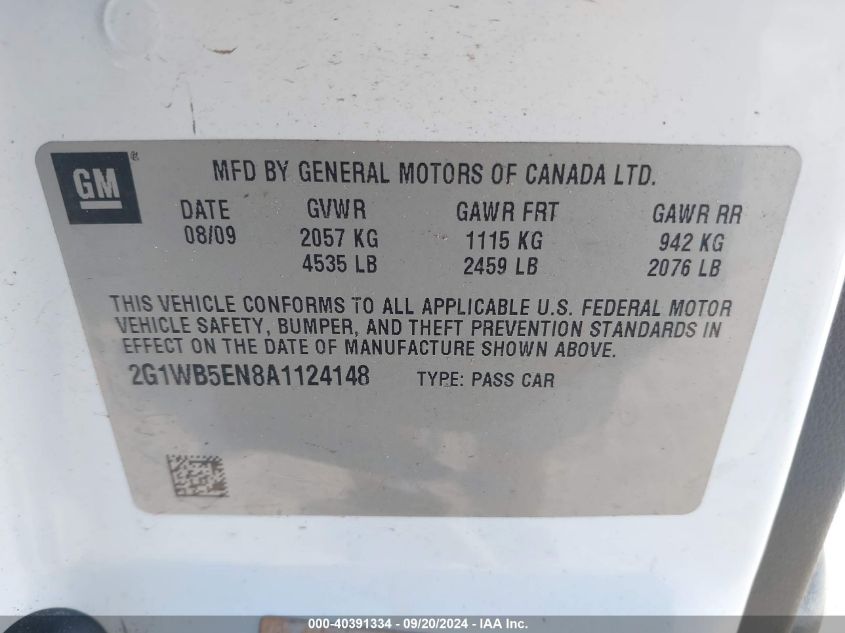 GM
®
MFD BY GENERAL MOTORS OF CANADA LTD.
DATE GVWR GAWR FRT GAWR RR
08/09 2057 KG 1115 KG 942 KG
4535 LB 2459 LB 2076 LB
THIS VEHICLE CONFORMS TO ALL APPLICABLE U.S. FEDERAL MOTOR
VEHICLE SAFETY, BUMPER, AND THEFT PREVENTION STANDARDS IN
EFFECT ON THE DATE OF MANUFACTURE SHOWN ABOVE.
2G1WB5EN8A1124148 TYPE: PASS CAR
000-40391334 - 09/20/2024 - IAA Inc.